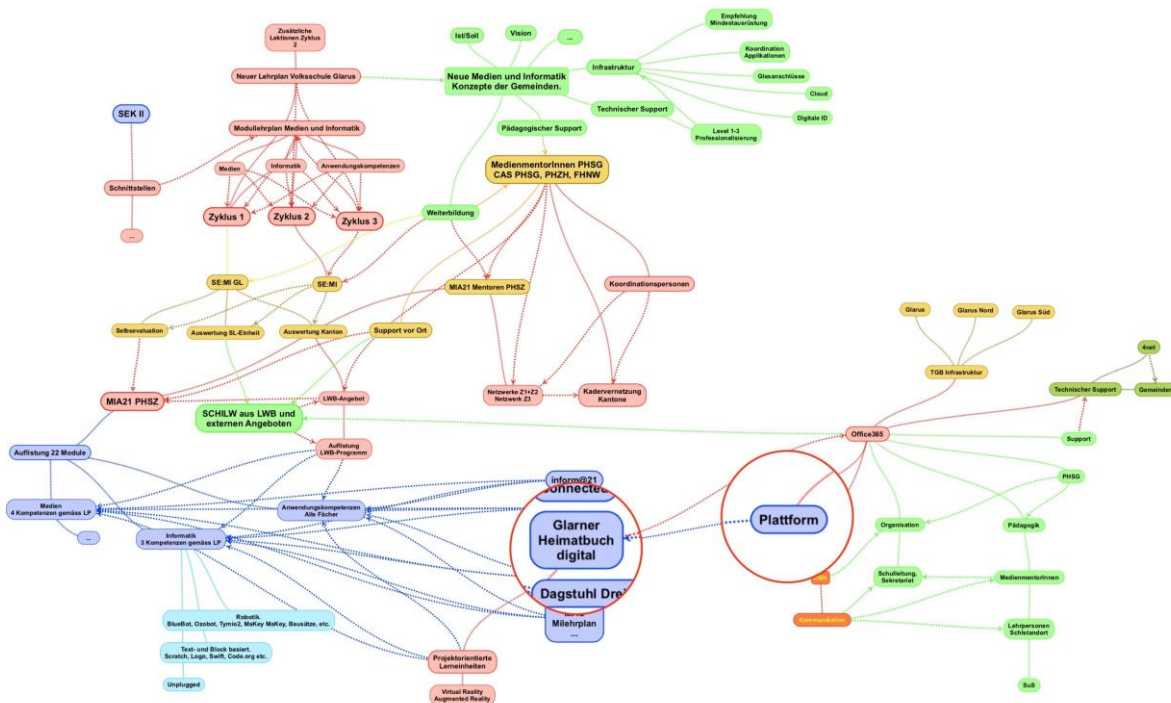 Zusätzliche
Lektionen Zyklus
2
Neuer Lehrplan Volksschule Glarus
SEK II
Modullehrplan Medien und Informatik
Medien
Informatik
Anwendungskompetenzen
Schnittstellen
Zyklus 1
Zyklus 2
Zyklus 3
...
Ist/Soll
Vision
...
Neue Medien und Informatik
Konzepte der Gemeinden.
Infrastruktur
Empfehlung
Mindestausrüstung
Koordination
Applikationen
Glasanschlüsse
Cloud
Digitale ID
Technischer Support
Level 1-3
Professionalisierung
Pädagogischer Support
MedienmentorInnen PHSG
CAS PHSG, PHZH, FHNW
Weiterbildung
SE:MI GL
SE:MI
MIA21 Mentoren PHSZ
Koordinationspersonen
Selbsevaluation
Auswertung SL-Einheit
Auswertung Kanton
Support vor Ort
MIA21 PHSZ
LWB-Angebot
Netzwerke Z1+Z2
Netzwerk Z3
Kadervernetzung
Kantone
SCHILW aus LWB und
externen Angeboten
Auflistung
LWB-Programm
Auflistung 22 Module
Medien
4 Kompetenzen gemäss LP
...
Anwendungskompetenzen
Alle Fächer
Informatik
3 Kompetenzen gemäss LP
inform@21
connected
Glarner
Heimatbuch
digital
Dagstuhl Drei
Milehrplan
...
Plattform
Robotik.
BlueBot, Ozobot, Tymio2, MaKey MaKey, Bausätze, etc.
Text- und Block basiert.
Scratch, Logo, Swift, Code.org etc.
Unplugged
Projektorientierte
Lerneinheiten
Virtual Reality
Augmented Reality
Glarus
Glarus Nord
Glarus Süd
TGB Infrastruktur
4net
Technischer Support
Gemeinden
Office365
Support
PHSG
Organisation
Pädagogik
Schulleitung,
Sekretariat
MedienmentorInnen
Kommunikation
Lehrpersonen
Schlstandort
SuS